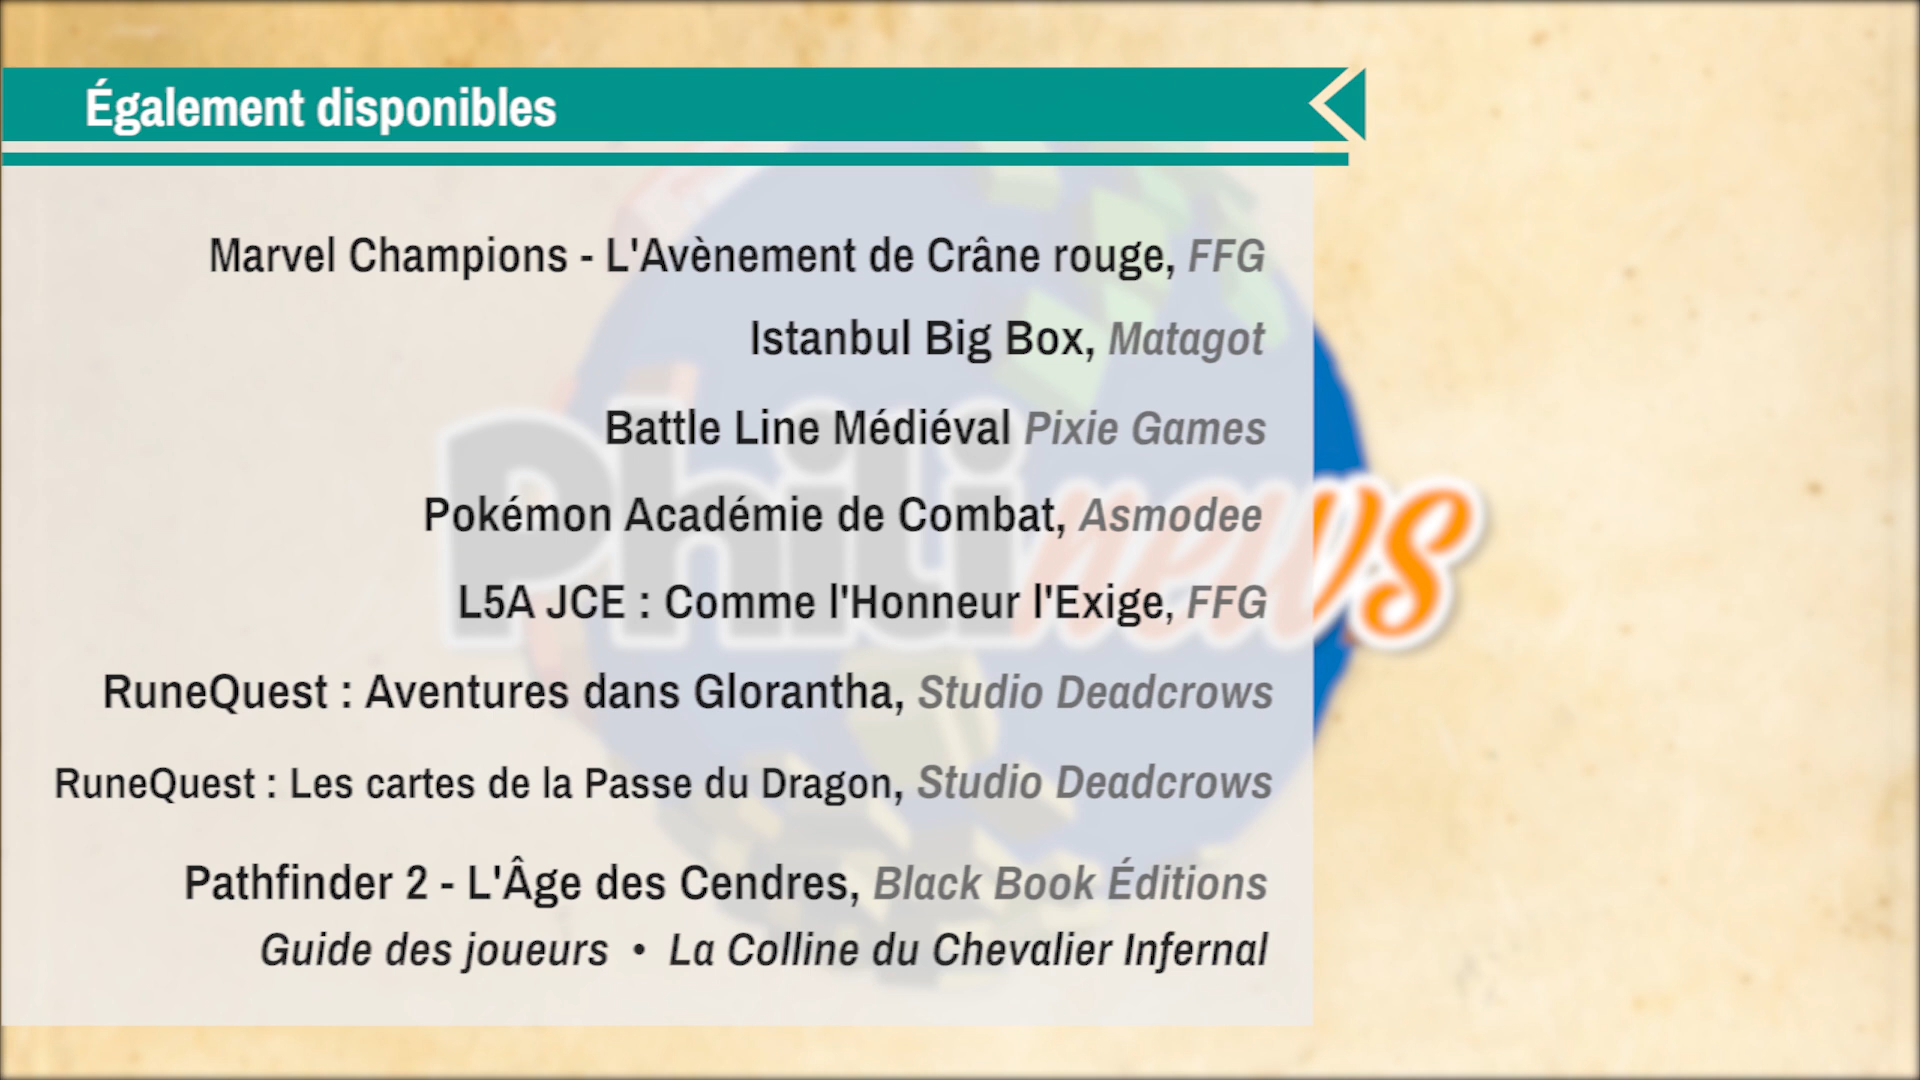 Également disponibles
Marvel Champions - L'Avènement de Crâne rouge, FFG
Istanbul Big Box, Matagot
Battle Line Médiéval Pixie Games
Pokémon Académie de Combat, Asmodee
Philinews
L5A JCE : Comme l'Honneur l'Exige, FFG
RuneQuest : Aventures dans Glorantha, Studio Deadcrows
RuneQuest : Les cartes de la Passe du Dragon, Studio Deadcrows
Pathfinder 2 - L'Âge des Cendres, Black Book Éditions
Guide des joueurs • La Colline du Chevalier Infernal